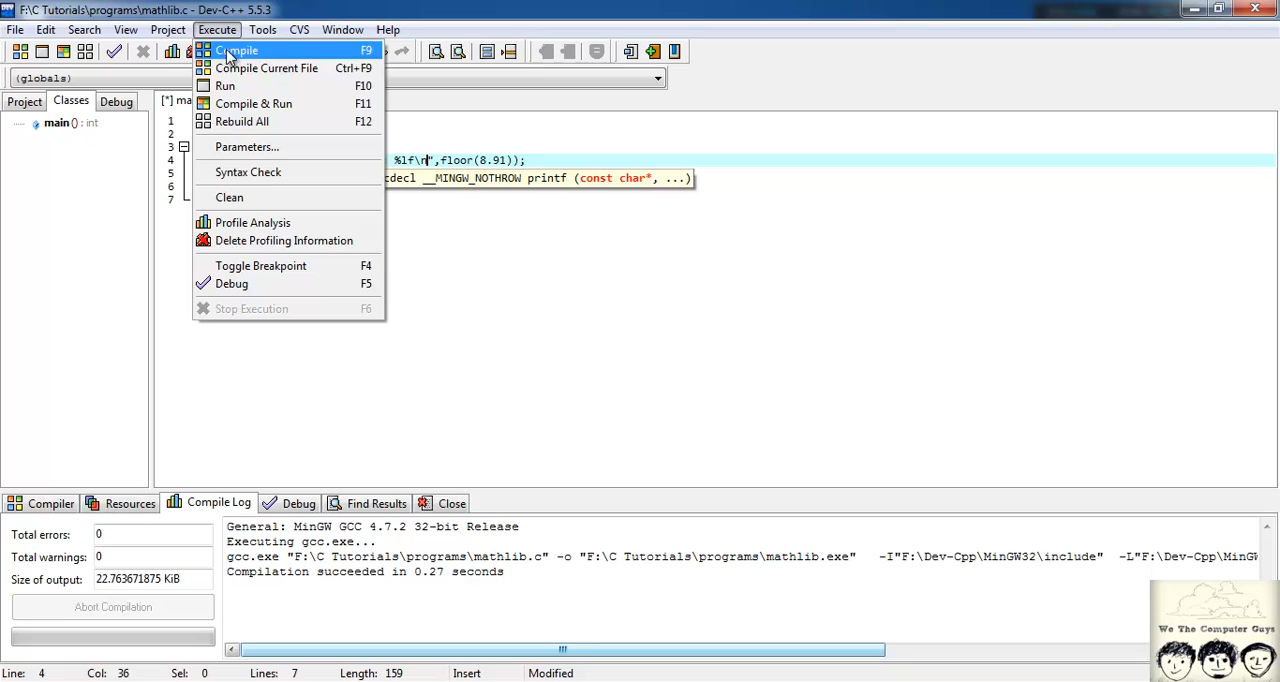 F:\C Tutorials\programs\mathlib.c - Dev-C++ 5.5.3
File Edit Search View Project Execute Tools CVS Window Help
Compile F9
(globals)
Compile Current File Ctrl+F9
Run F10
Project Classes Debug [*] ma
Compile & Run F11
main () : int
1
Rebuild All F12
2
3
Parameters...
4 %lf\n",floor(8.91));
5 Syntax Check cdecl __MINGW_NOTHROW printf (const char*, ...)
6
7 Clean
Profile Analysis
Delete Profiling Information
Toggle Breakpoint F4
Debug F5
Stop Execution F6
Compiler Resources Compile Log Debug Find Results Close
Total errors: 0
Total warnings: 0
Size of output: 22.763671875 KiB
Abort Compilation
General: MinGW GCC 4.7.2 32-bit Release
Executing gcc.exe...
gcc.exe "F:\C Tutorials\programs\mathlib.c" -o "F:\C Tutorials\programs\mathlib.exe" -I"F:\Dev-Cpp\MinGW32\include" -L"F:\Dev-Cpp\MinGW
Compilation succeeded in 0.27 seconds
We The Computer Guys
Line: 4 Col: 36 Sel: 0 Lines: 7 Length: 159 Insert Modified